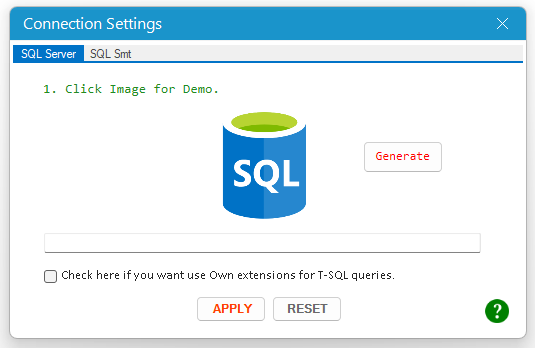 Connection Settings
SQL Server SQL Smt
1. Click Image for Demo.
SQL
Generate
Check here if you want use Own extensions for T-SQL queries.
APPLY RESET
?